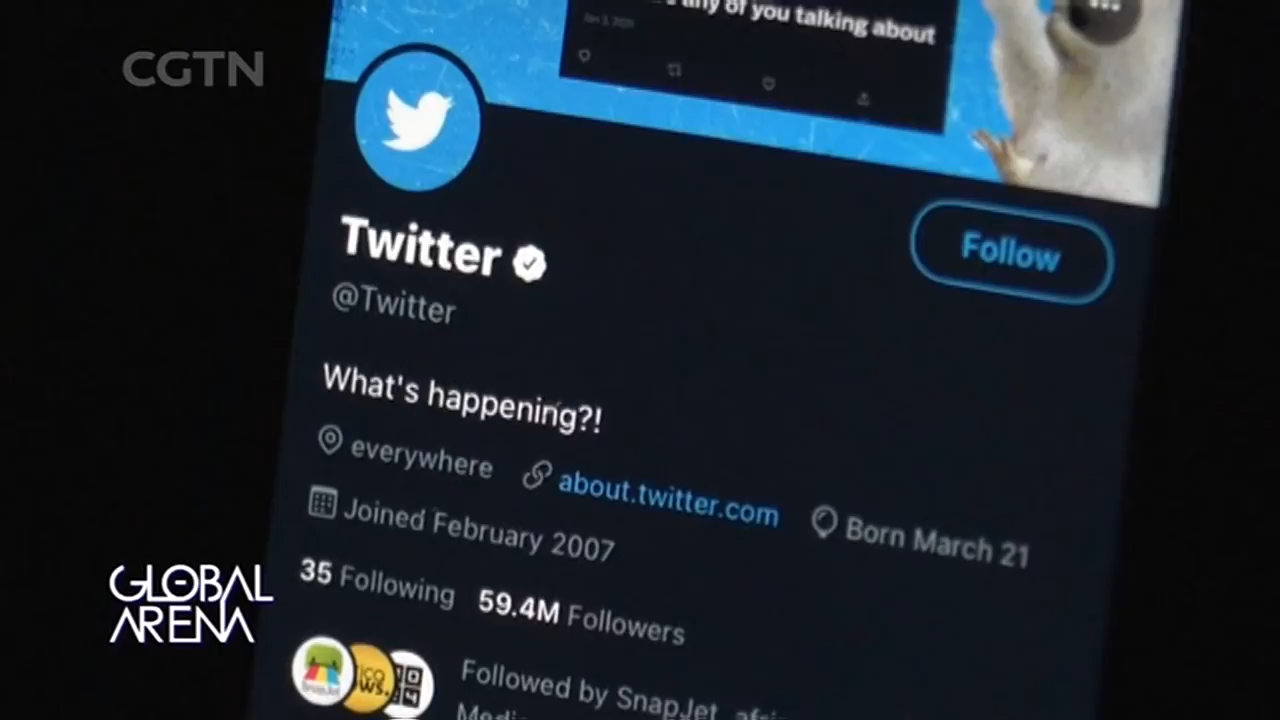 any of you talking about
CGTN
Twitter
Follow
@Twitter
What's happening?!
everywhere about.twitter.com Born March 21
Joined February 2007
35 Following 59.4M Followers
GLOBAL
ARENA
Followed by SnapJet,